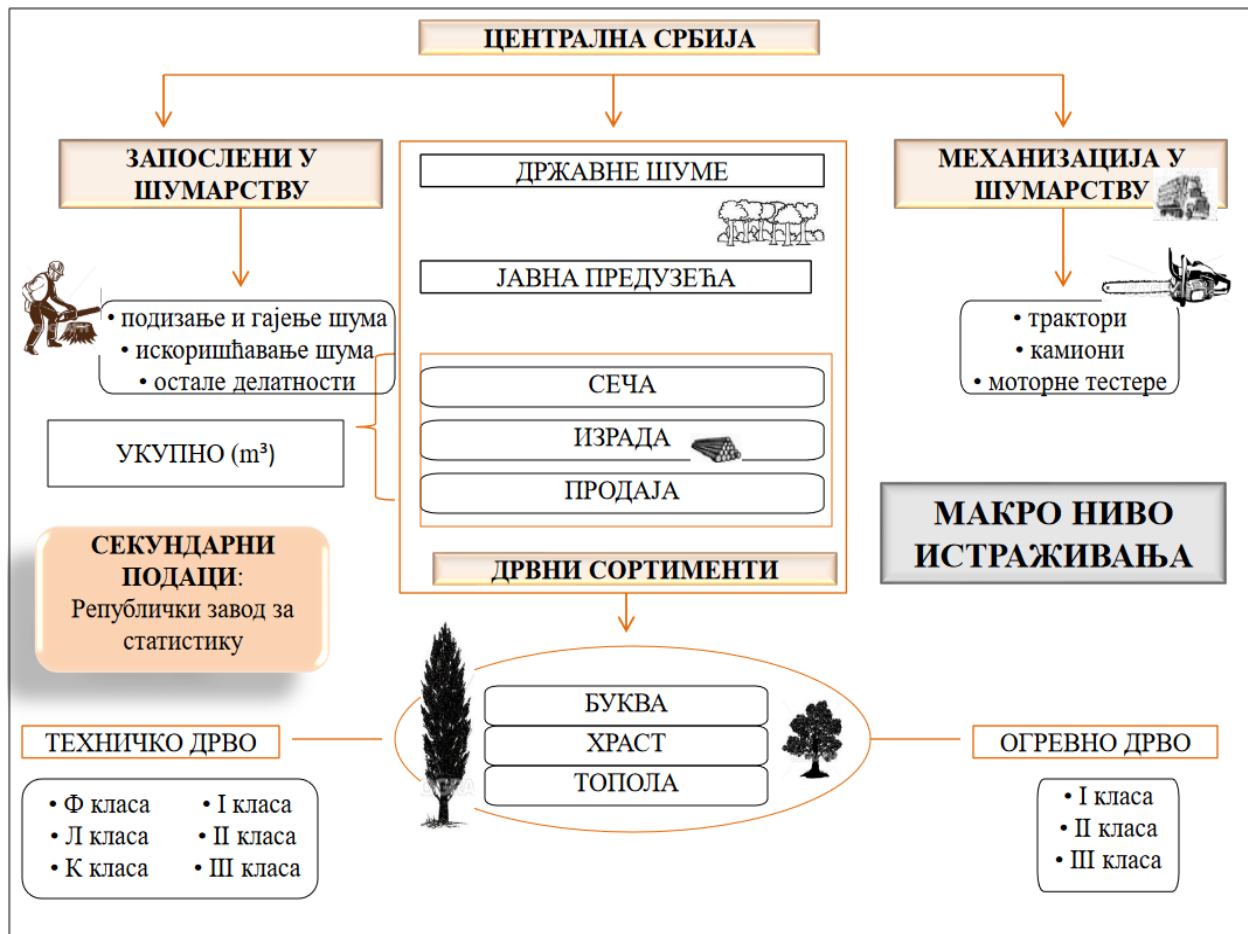 ЦЕНТРАЛНА СРБИЈА
ЗАПОСЛЕНИ У
ШУМАРСТВУ
• подизање и гајење шума
• искоришћавање шума
• остале делатности
УКУПНО (m³)
ДРЖАВНЕ ШУМЕ
ЈАВНА ПРЕДУЗЕЋА
СЕЧА
ИЗРАДА
ПРОДАЈА
ДРВНИ СОРТИМЕНТИ
МЕХАНИЗАЦИЈА У
ШУМАРСТВУ
• трактори
• камиони
• моторне тестере
МАКРО НИВО
ИСТРАЖИВАЊА
СЕКУНДАРНИ
ПОДАЦИ:
Републички завод за
статистику
БУКВА
ХРАСТ
ТОПОЛА
ТЕХНИЧКО ДРВО
• Ф класа
• Л класа
• К класа
• I класа
• II класа
• III класа
ОГРЕВНО ДРВО
• I класа
• II класа
• III класа